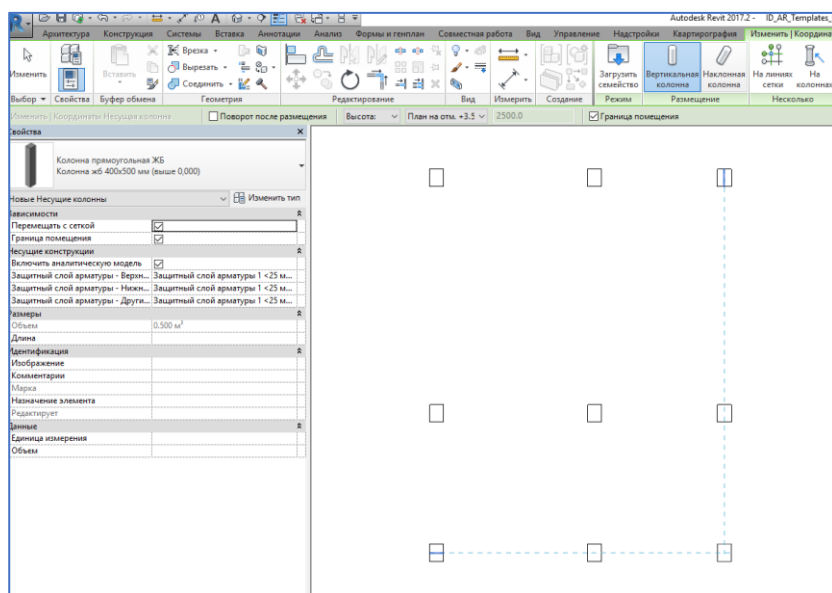 Autodesk Revit 2017.2 - ID_AR_Templates_
Архитектура Конструкция Системы Вставка Аннотации Анализ Формы и генплан Совместная работа Вид Управление Надстройки Квартирография Изменить | Координа
Изменить
Вставить
Врезка
Вырезать
Соединить
Загрузить семейство
Вертикальная колонна
Наклонная колонна
На линиях сетки
На колоннах
Выбор Свойства Буфер обмена Геометрия Редактирование Вид Измерить Создание Режим Размещение Несколько
Изменить | Координаты Несущая колонна Поворот после размещения Высота: План на отм. +3.5 2500.0 Граница помещения
Свойства
Колонна прямоугольная ЖБ
Колонна жб 400х500 мм (выше 0,000)
Новые Несущие колонны Изменить тип
Зависимости
Перемещать с сеткой
Граница помещения
Несущие конструкции
Включить аналитическую модель
Защитный слой арматуры - Верхн... Защитный слой арматуры 1 <25 м...
Защитный слой арматуры - Нижн... Защитный слой арматуры 1 <25 м...
Защитный слой арматуры - Други... Защитный слой арматуры 1 <25 м...
Размеры
Объем 0.500 м³
Длина
Идентификация
Изображение
Комментарии
Марка
Назначение элемента
Редактирует
Данные
Единица измерения
Объем